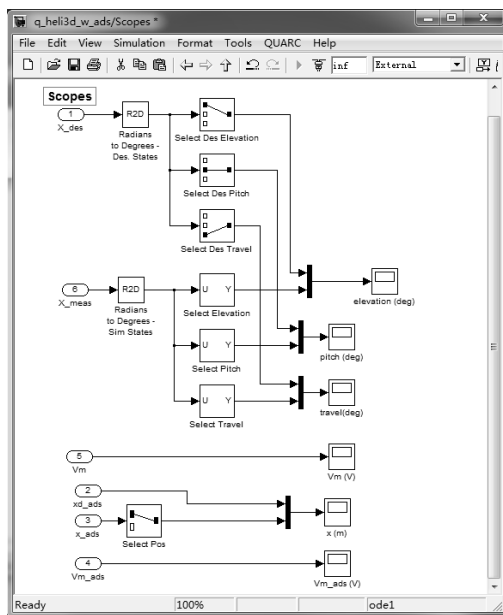 q_heli3d_w_ads/Scopes *
File Edit View Simulation Format Tools QUARC Help
inf External
Scopes
1
X_des
R2D
Radians
to Degrees -
Des. States
Select Des Elevation
Select Des Pitch
Select Des Travel
6
X_meas
R2D
Radians
to Degrees -
Sim States
U Y
Select Elevation
U Y
Select Pitch
U Y
Select Travel
elevation (deg)
pitch (deg)
travel(deg)
5
Vm
Vm (V)
2
xd_ads
3
x_ads
Select Pos
x (m)
4
Vm_ads
Vm_ads (V)
Ready 100% ode1